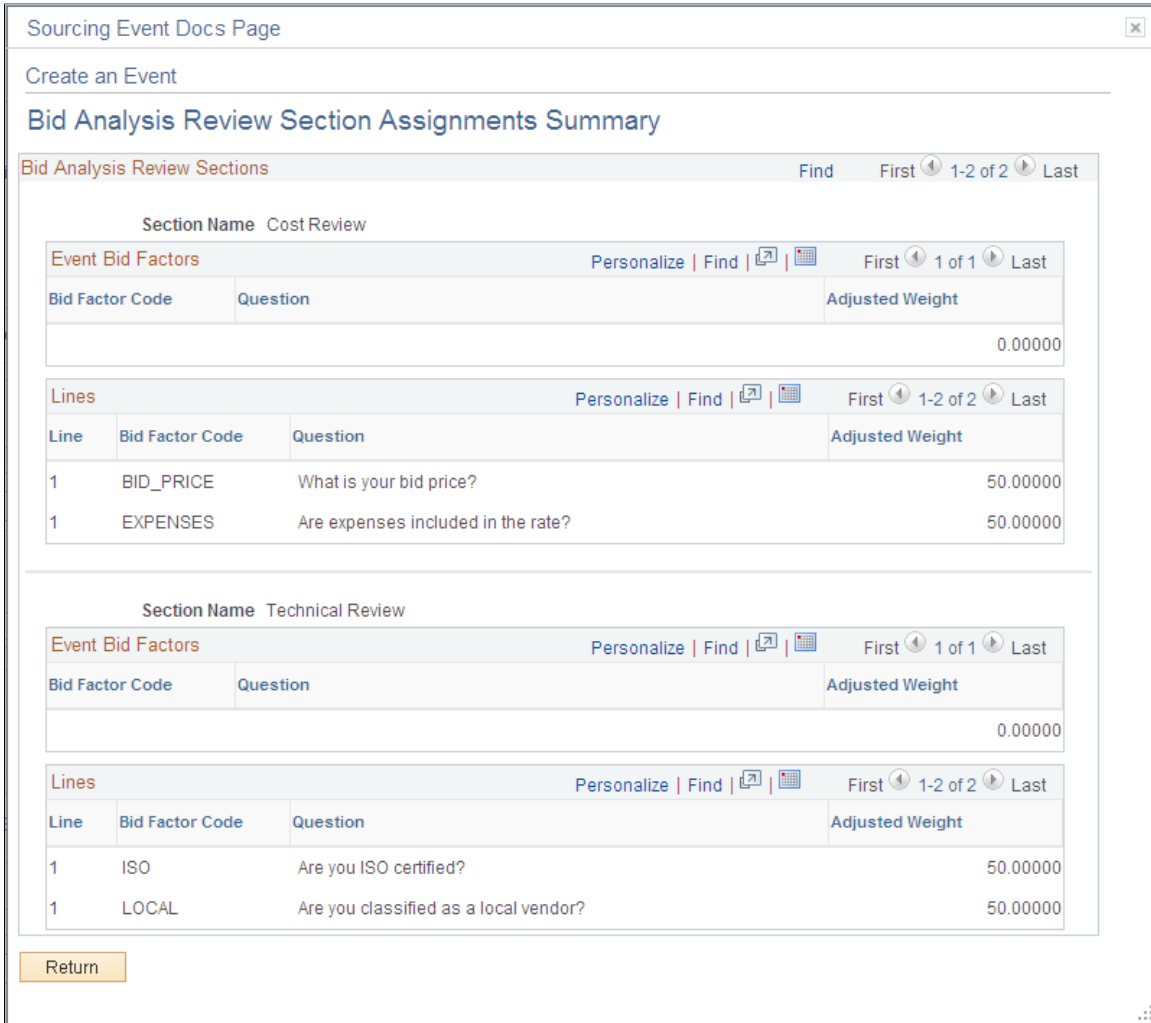 Sourcing Event Docs Page
Create an Event
Bid Analysis Review Section Assignments Summary
Bid Analysis Review Sections Find First 1-2 of 2 Last
Section Name Cost Review
Event Bid Factors Personalize | Find | | First 1 of 1 Last
Bid Factor Code Question Adjusted Weight
0.00000
Lines Personalize | Find | | First 1-2 of 2 Last
Line Bid Factor Code Question Adjusted Weight
1 BID_PRICE What is your bid price? 50.00000
1 EXPENSES Are expenses included in the rate? 50.00000
Section Name Technical Review
Event Bid Factors Personalize | Find | | First 1 of 1 Last
Bid Factor Code Question Adjusted Weight
0.00000
Lines Personalize | Find | | First 1-2 of 2 Last
Line Bid Factor Code Question Adjusted Weight
1 ISO Are you ISO certified? 50.00000
1 LOCAL Are you classified as a local vendor? 50.00000
Return